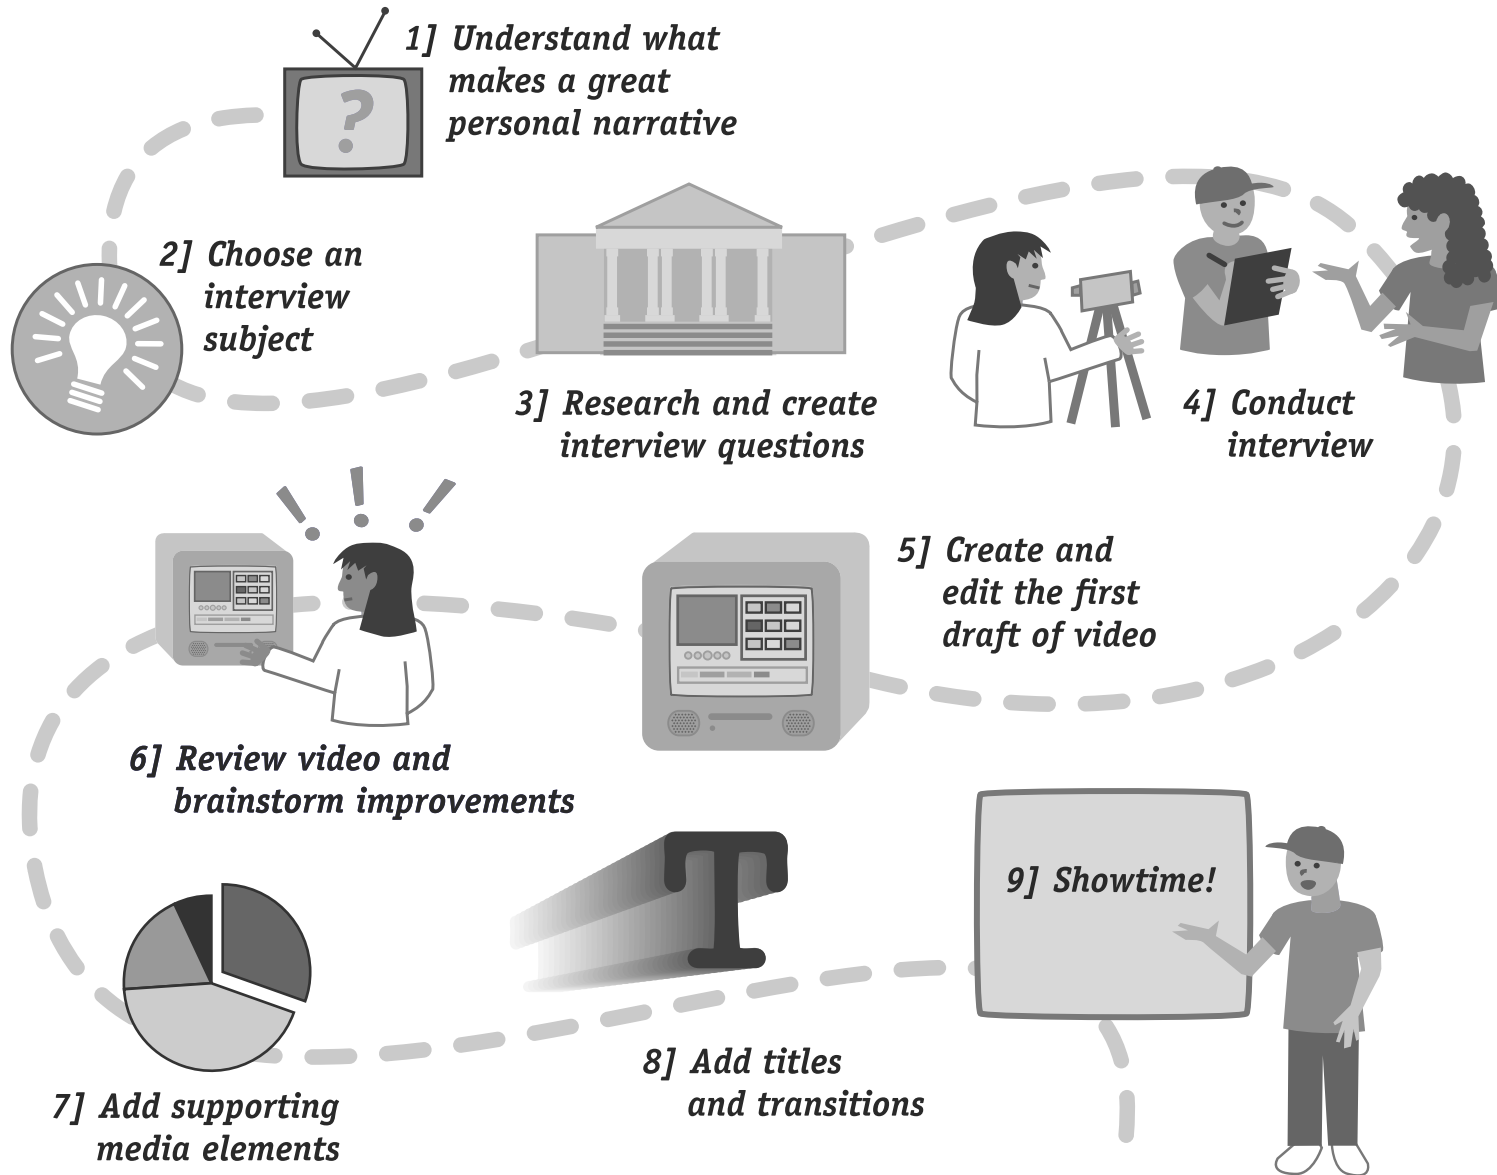 1] Understand what
makes a great
personal narrative
2] Choose an
interview
subject
3] Research and create
interview questions
4] Conduct
interview
5] Create and
edit the first
draft of video
6] Review video and
brainstorm improvements
7] Add supporting
media elements
8] Add titles
and transitions
9] Showtime!